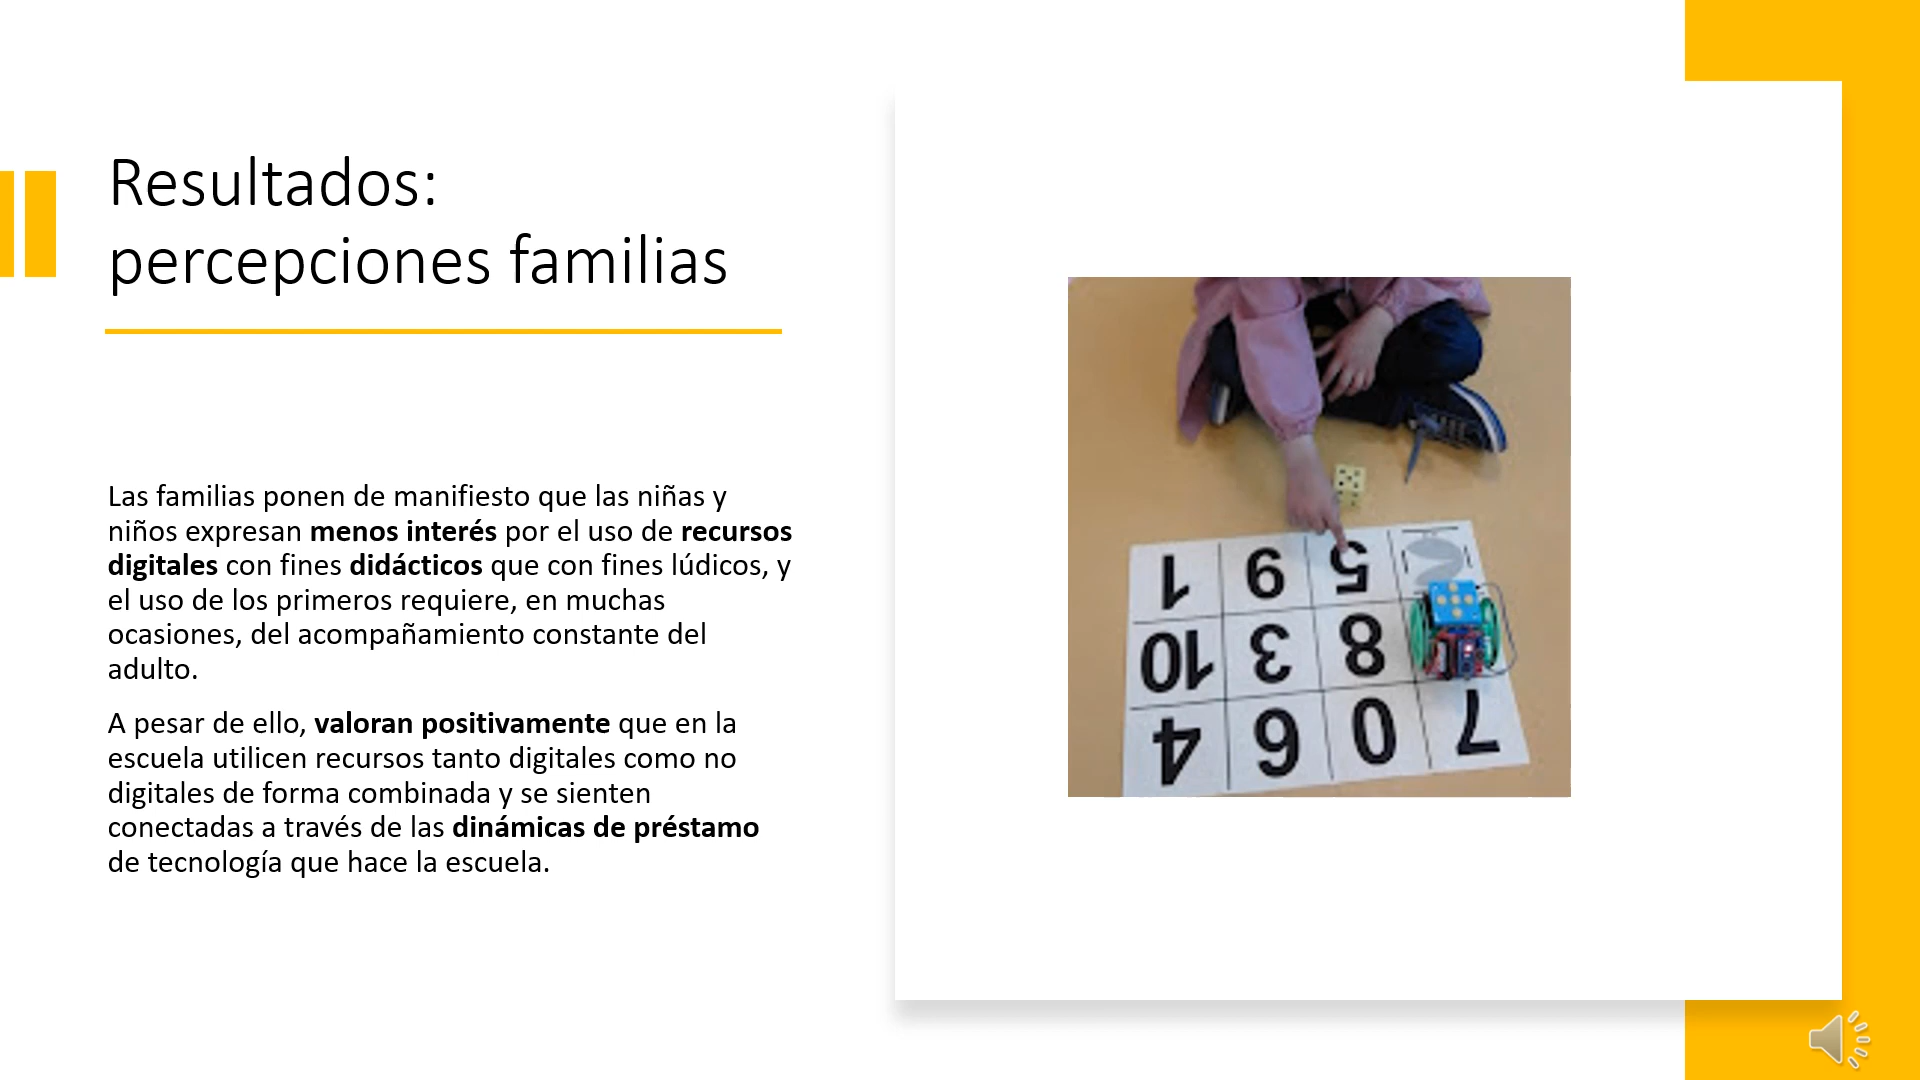 Resultados:
percepciones familias
Las familias ponen de manifiesto que las niñas y
niños expresan menos interés por el uso de recursos
digitales con fines didácticos que con fines lúdicos, y
el uso de los primeros requiere, en muchas
ocasiones, del acompañamiento constante del
adulto.
A pesar de ello, valoran positivamente que en la
escuela utilicen recursos tanto digitales como no
digitales de forma combinada y se sienten
conectadas a través de las dinámicas de préstamo
de tecnología que hace la escuela.
1 9 5
10 3 8
4 6 0 7